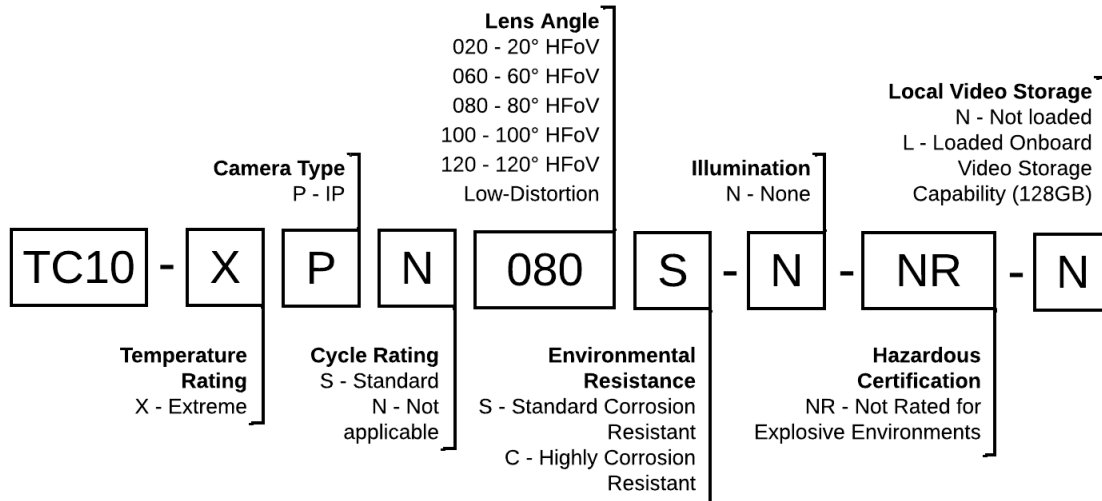 Lens Angle
020 - 20° HFoV
060 - 60° HFoV
080 - 80° HFoV
100 - 100° HFoV
120 - 120° HFoV
Low-Distortion
Local Video Storage
N - Not loaded
L - Loaded Onboard
Video Storage
Capability (128GB)
Camera Type
P - IP
Illumination
N - None
TC10 - X P N 080 S - N - NR - N
Temperature
Rating
X - Extreme
Cycle Rating
S - Standard
N - Not
applicable
Environmental
Resistance
S - Standard Corrosion
Resistant
C - Highly Corrosion
Resistant
Hazardous
Certification
NR - Not Rated for
Explosive Environments